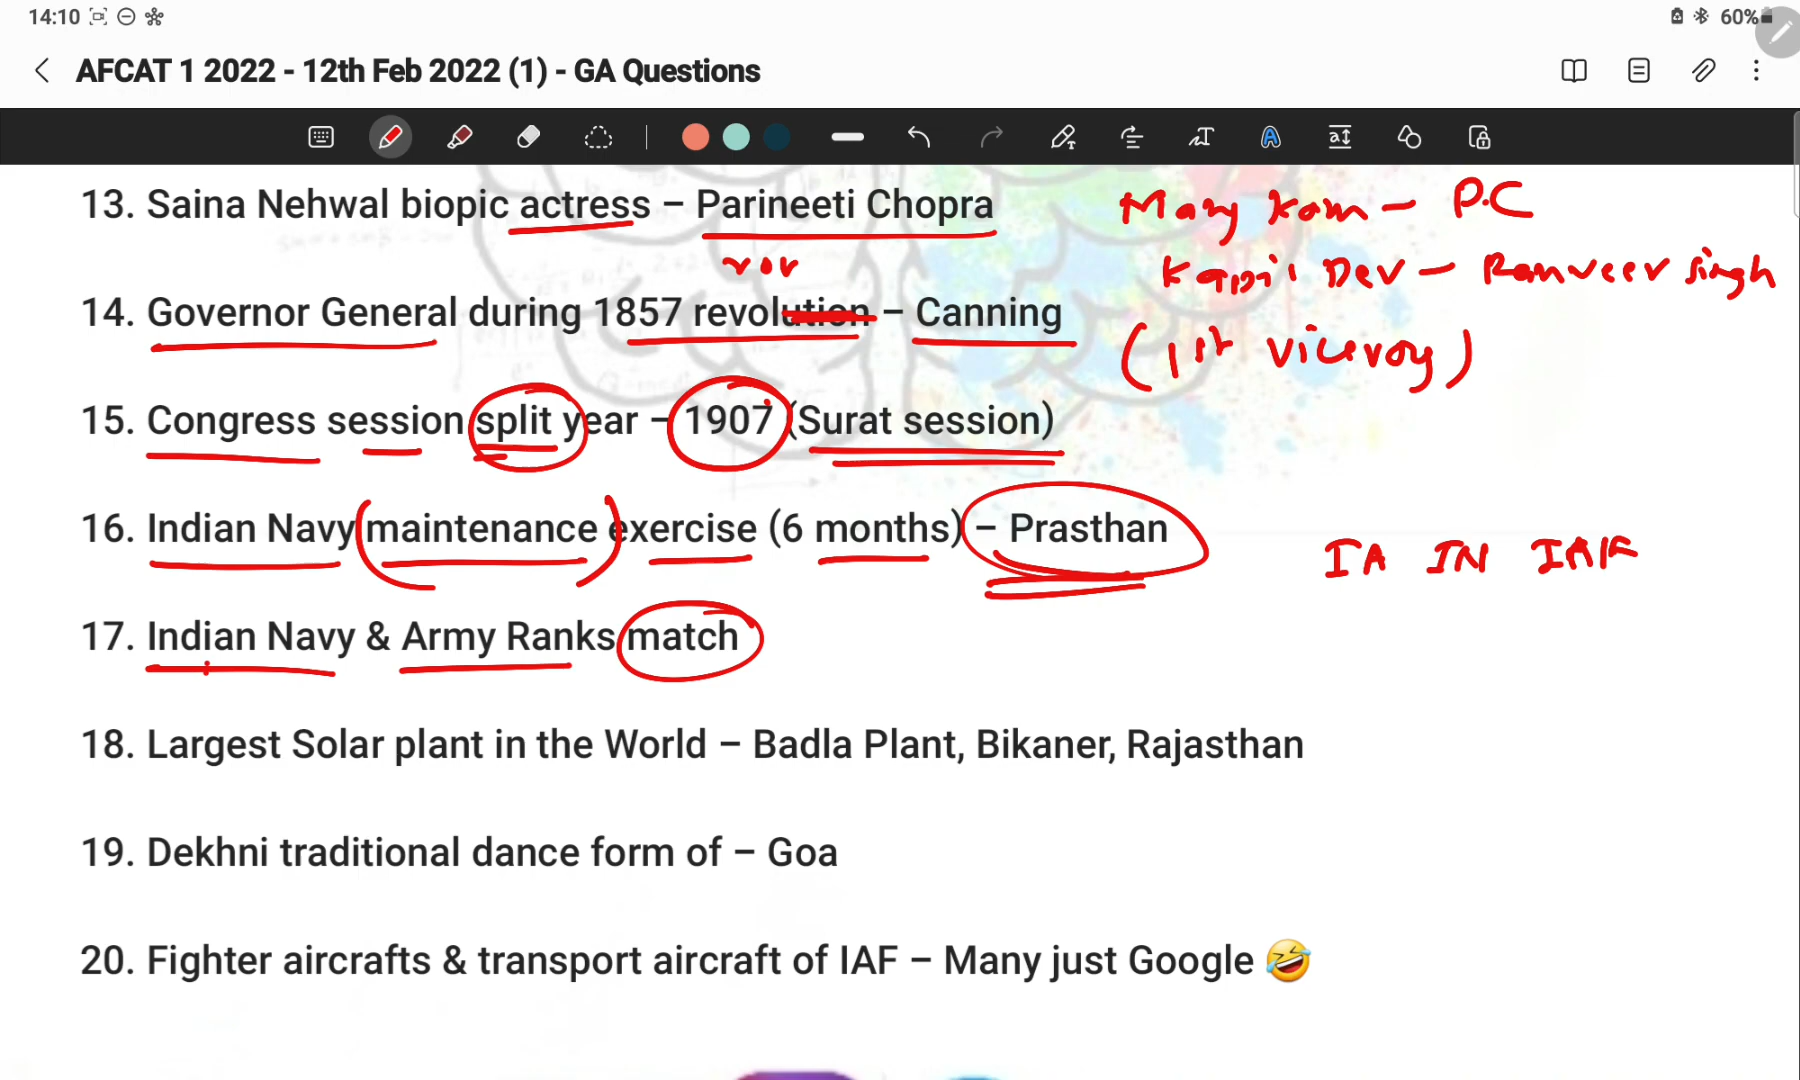 14:10
60%
AFCAT 1 2022 - 12th Feb 2022 (1) - GA Questions
13. Saina Nehwal biopic actress – Parineeti Chopra
Mary Kom – P.C
Kapil Dev – Ranveer Singh
14. Governor General during 1857 revolution – Canning
(1st Viceroy)
15. Congress session split year – 1907 (Surat session)
16. Indian Navy (maintenance) exercise (6 months) – Prasthan
IA IN IAF
17. Indian Navy & Army Ranks match
18. Largest Solar plant in the World – Badla Plant, Bikaner, Rajasthan
19. Dekhni traditional dance form of – Goa
20. Fighter aircrafts & transport aircraft of IAF – Many just Google 🤣